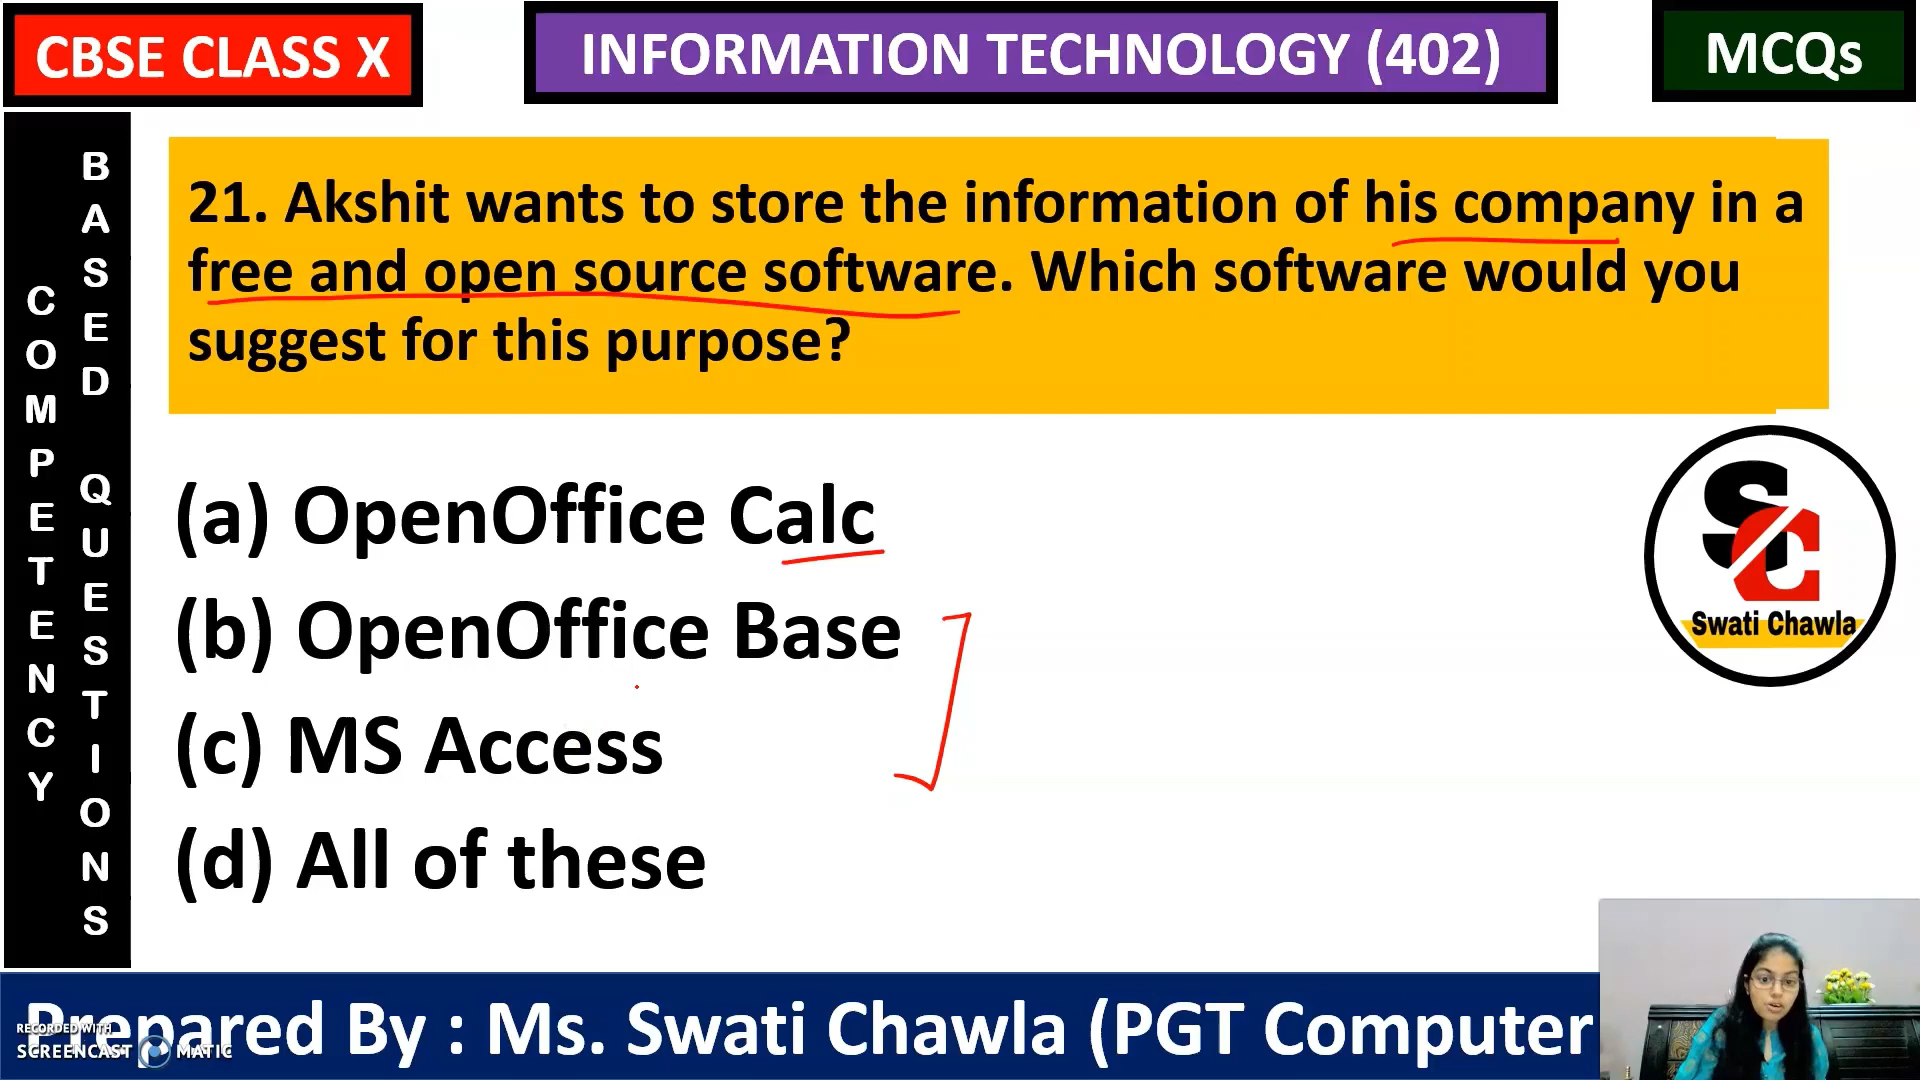 CBSE CLASS X
INFORMATION TECHNOLOGY (402)
MCQs
COMPETENCY
BASED QUESTIONS
21. Akshit wants to store the information of his company in a
free and open source software. Which software would you
suggest for this purpose?
(a) OpenOffice Calc
(b) OpenOffice Base
(c) MS Access
(d) All of these
SC
Swati Chawla
Prepared By : Ms. Swati Chawla (PGT Computer
RECORDED WITH
SCREENCAST MATIC